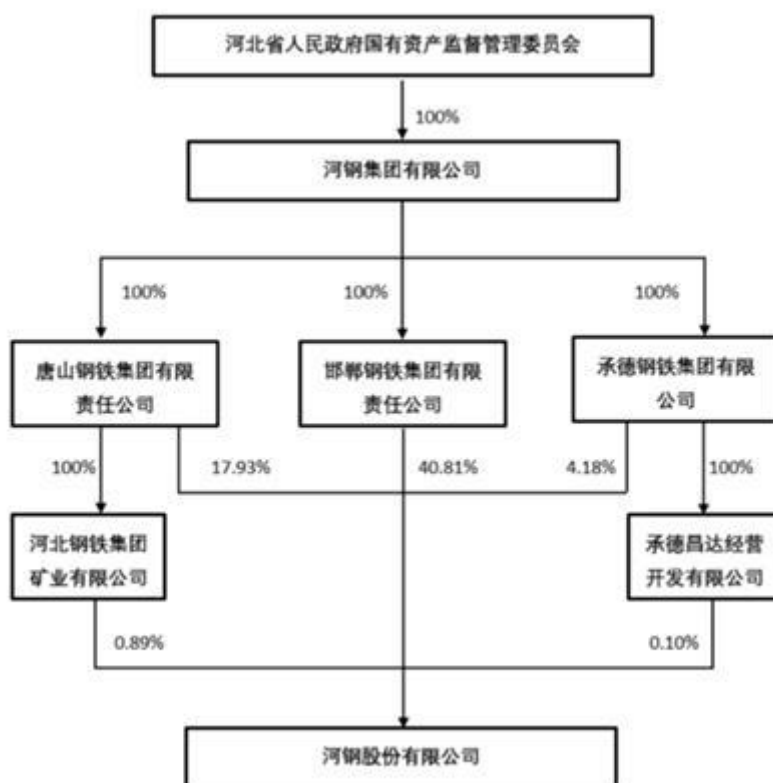 河北省人民政府国有资产监督管理委员会
100%
河钢集团有限公司
100%
100%
100%
唐山钢铁集团有限
责任公司
邯郸钢铁集团有限
责任公司
承德钢铁集团有限
公司
100%
17.93%
40.81%
4.18%
100%
河北钢铁集团
矿业有限公司
承德昌达经营
开发有限公司
0.89%
0.10%
河钢股份有限公司